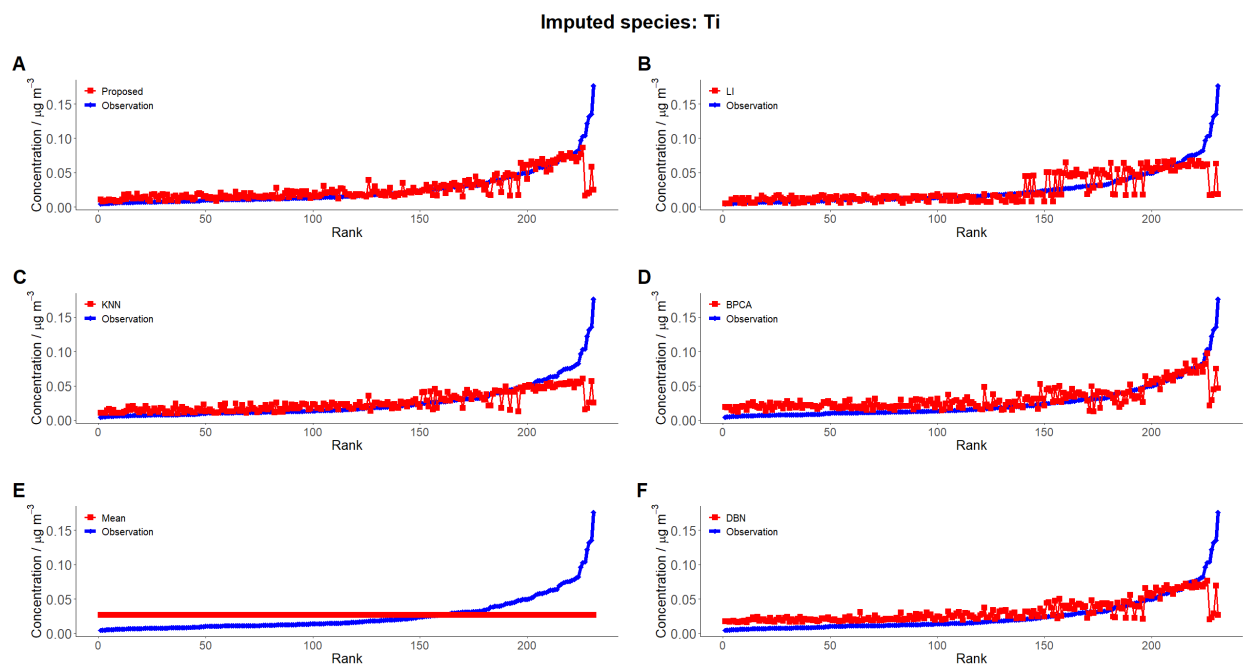 Imputed species: Ti
A
Concentration / μg m⁻³
0.15
0.10
0.05
0.00
Proposed
Observation
0
50
100
150
200
Rank
B
Concentration / μg m⁻³
0.15
0.10
0.05
0.00
LI
Observation
0
50
100
150
200
Rank
C
Concentration / μg m⁻³
0.15
0.10
0.05
0.00
KNN
Observation
0
50
100
150
200
Rank
D
Concentration / μg m⁻³
0.15
0.10
0.05
0.00
BPCA
Observation
0
50
100
150
200
Rank
E
Concentration / μg m⁻³
0.15
0.10
0.05
0.00
Mean
Observation
0
50
100
150
200
Rank
F
Concentration / μg m⁻³
0.15
0.10
0.05
0.00
DBN
Observation
0
50
100
150
200
Rank